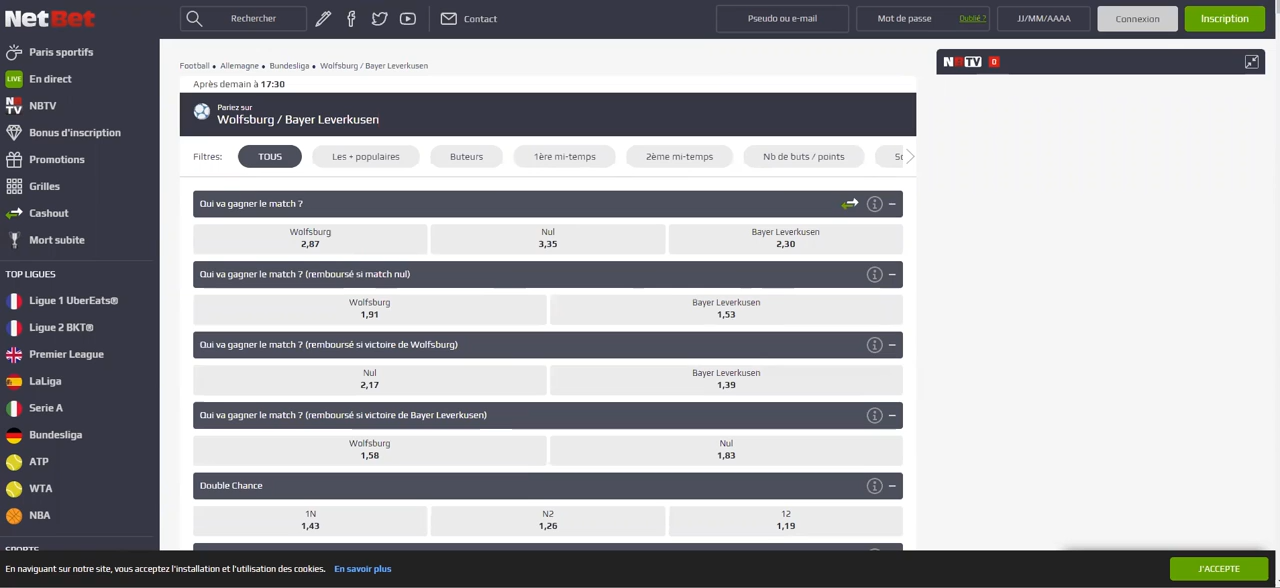 NetBet
Rechercher
Contact
Pseudo ou e-mail
Mot de passe
Oublié ?
JJ/MM/AAAA
Connexion
Inscription
Paris sportifs
LIVE En direct
NBTV NBTV
Bonus d'inscription
Promotions
Grilles
Cashout
Mort subite
TOP LIGUES
Ligue 1 UberEats®
Ligue 2 BKT®
Premier League
LaLiga
Serie A
Bundesliga
ATP
WTA
NBA
SPORTS
Football • Allemagne • Bundesliga • Wolfsburg / Bayer Leverkusen
Après demain à 17:30
Pariez sur
Wolfsburg / Bayer Leverkusen
Filtres: TOUS Les + populaires Buteurs 1ère mi-temps 2ème mi-temps Nb de buts / points
Qui va gagner le match ?
Wolfsburg Nul Bayer Leverkusen
2,87 3,35 2,30
Qui va gagner le match ? (remboursé si match nul)
Wolfsburg Bayer Leverkusen
1,91 1,53
Qui va gagner le match ? (remboursé si victoire de Wolfsburg)
Nul Bayer Leverkusen
2,17 1,39
Qui va gagner le match ? (remboursé si victoire de Bayer Leverkusen)
Wolfsburg Nul
1,58 1,83
Double Chance
1N N2 12
1,43 1,26 1,19
NBTV 0
En naviguant sur notre site, vous acceptez l'installation et l'utilisation des cookies. En savoir plus
J'ACCEPTE